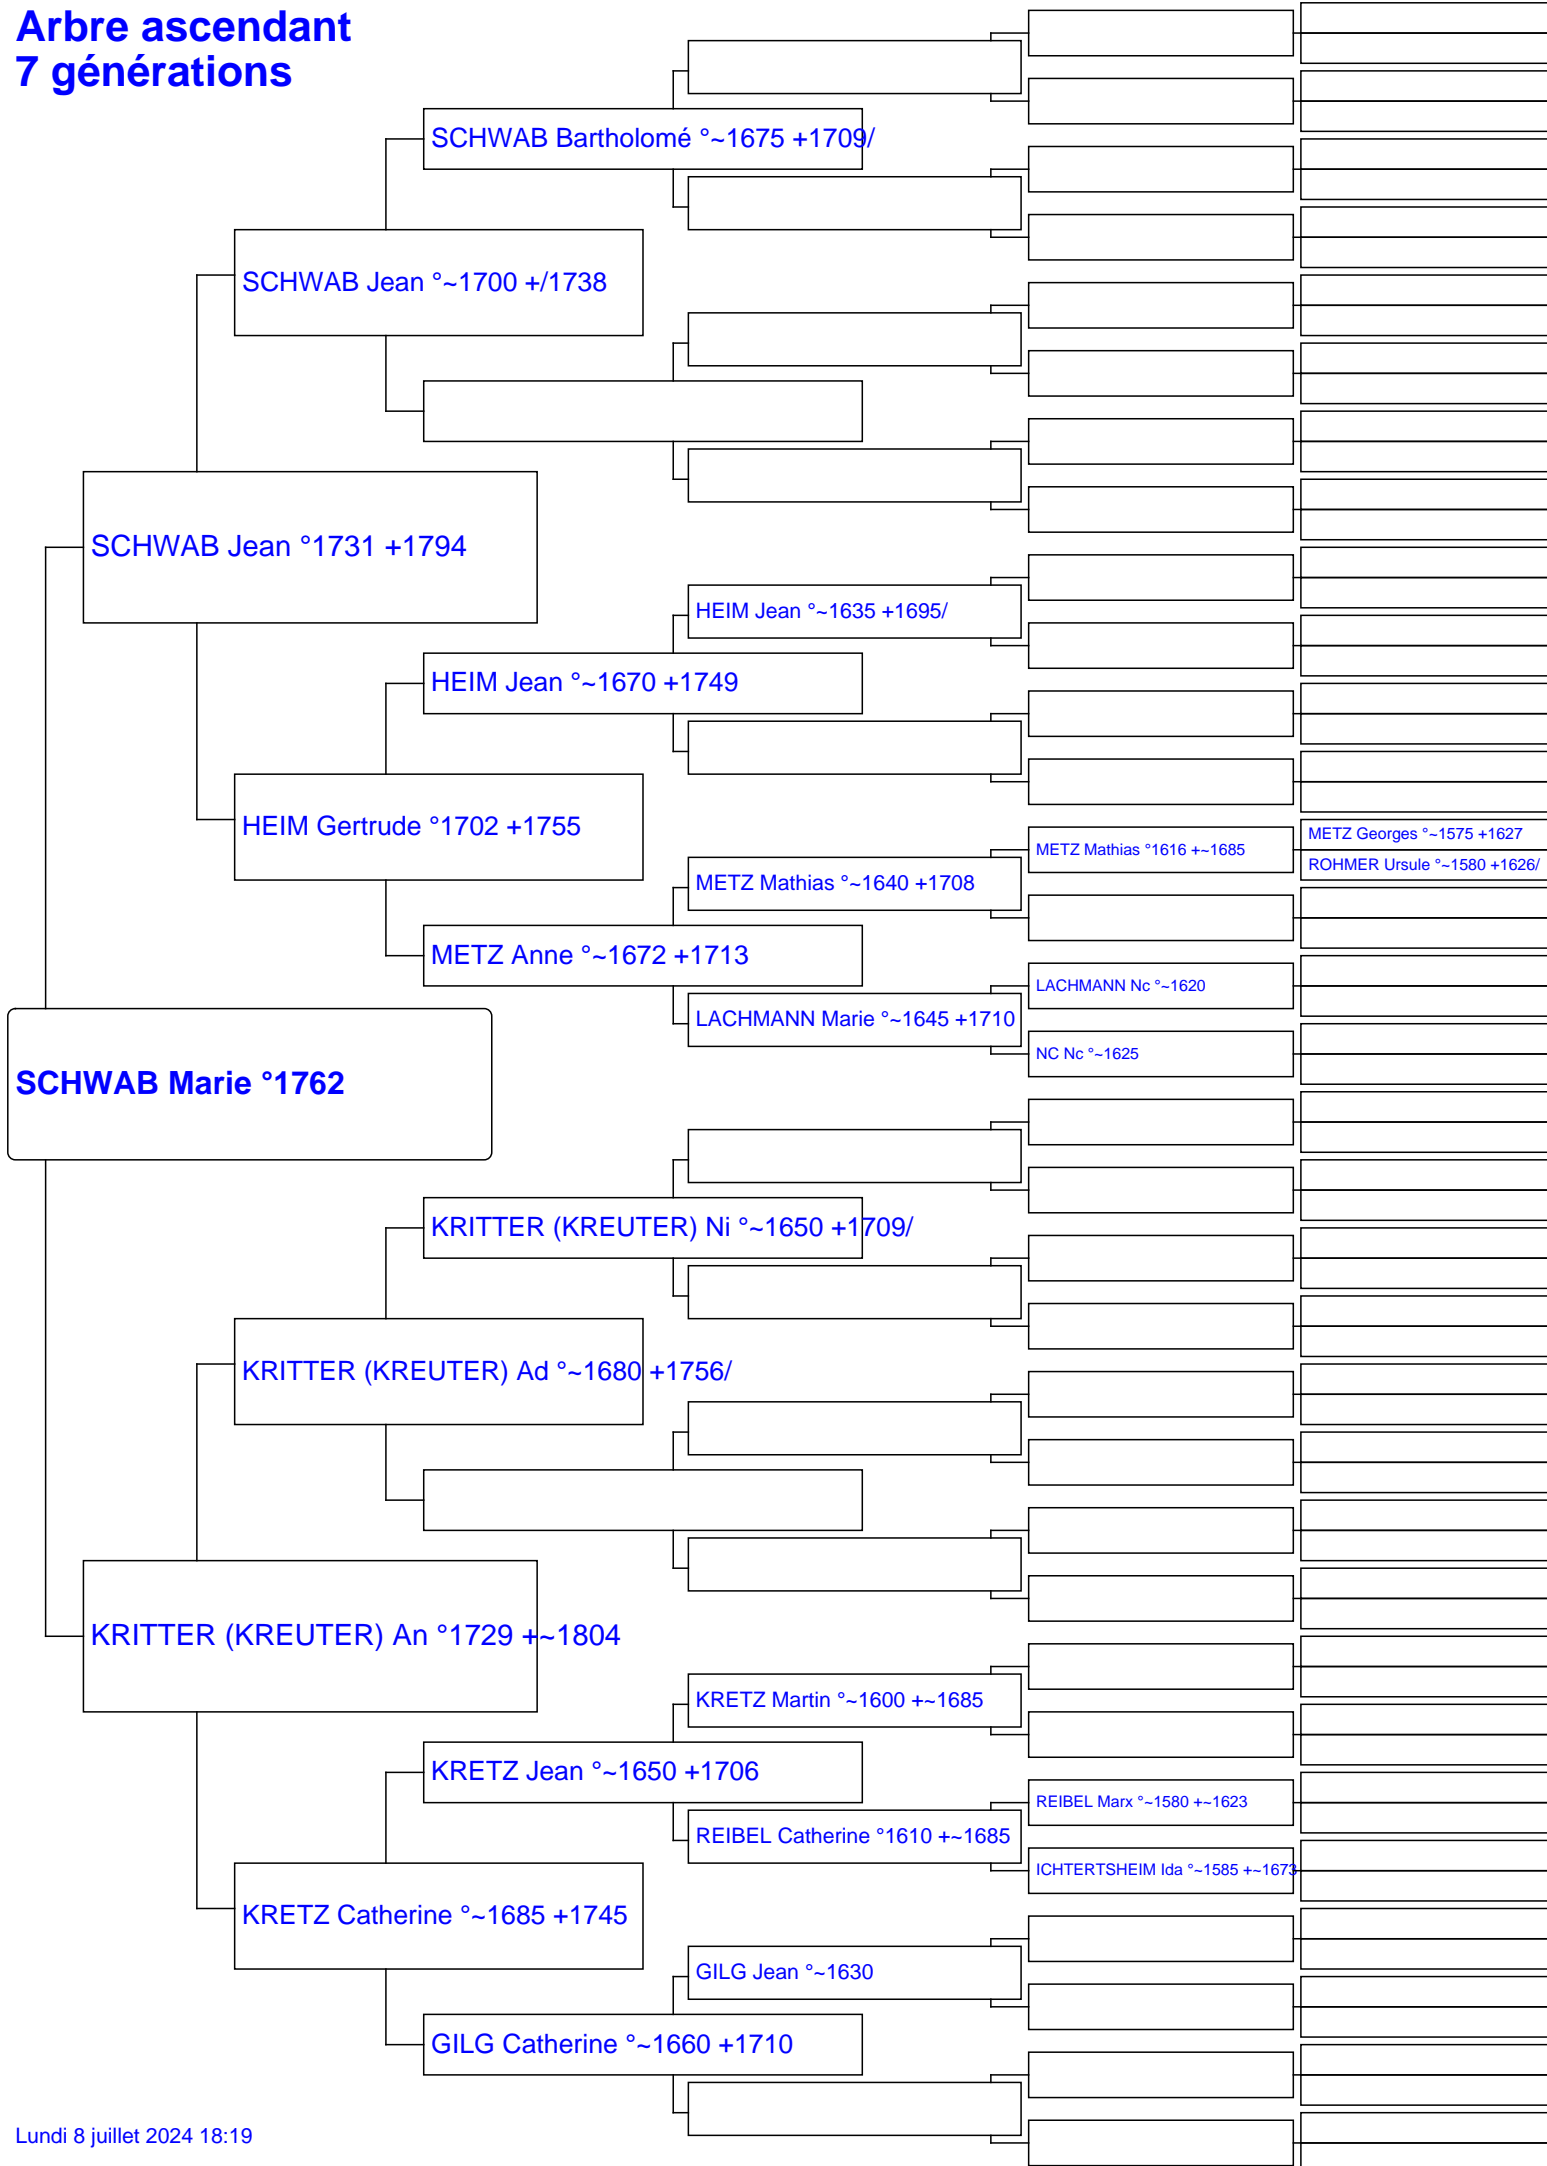 Arbre ascendant
7 générations
SCHWAB Bartholomé °~1675 +1709/
SCHWAB Jean °~1700 +/1738
SCHWAB Jean °1731 +1794
HEIM Jean °~1635 +1695/
HEIM Jean °~1670 +1749
HEIM Gertrude °1702 +1755
METZ Georges °~1575 +1627
METZ Mathias °1616 +~1685
ROHMER Ursule °~1580 +1626/
METZ Mathias °~1640 +1708
METZ Anne °~1672 +1713
LACHMANN Nc °~1620
LACHMANN Marie °~1645 +1710
NC Nc °~1625
SCHWAB Marie °1762
KRITTER (KREUTER) Ni °~1650 +1709/
KRITTER (KREUTER) Ad °~1680 +1756/
KRITTER (KREUTER) An °1729 +~1804
KRETZ Martin °~1600 +~1685
KRETZ Jean °~1650 +1706
REIBEL Marx °~1580 +~1623
REIBEL Catherine °1610 +~1685
ICHTERTSHEIM Ida °~1585 +~1673
KRETZ Catherine °~1685 +1745
GILG Jean °~1630
GILG Catherine °~1660 +1710
Lundi 8 juillet 2024 18:19